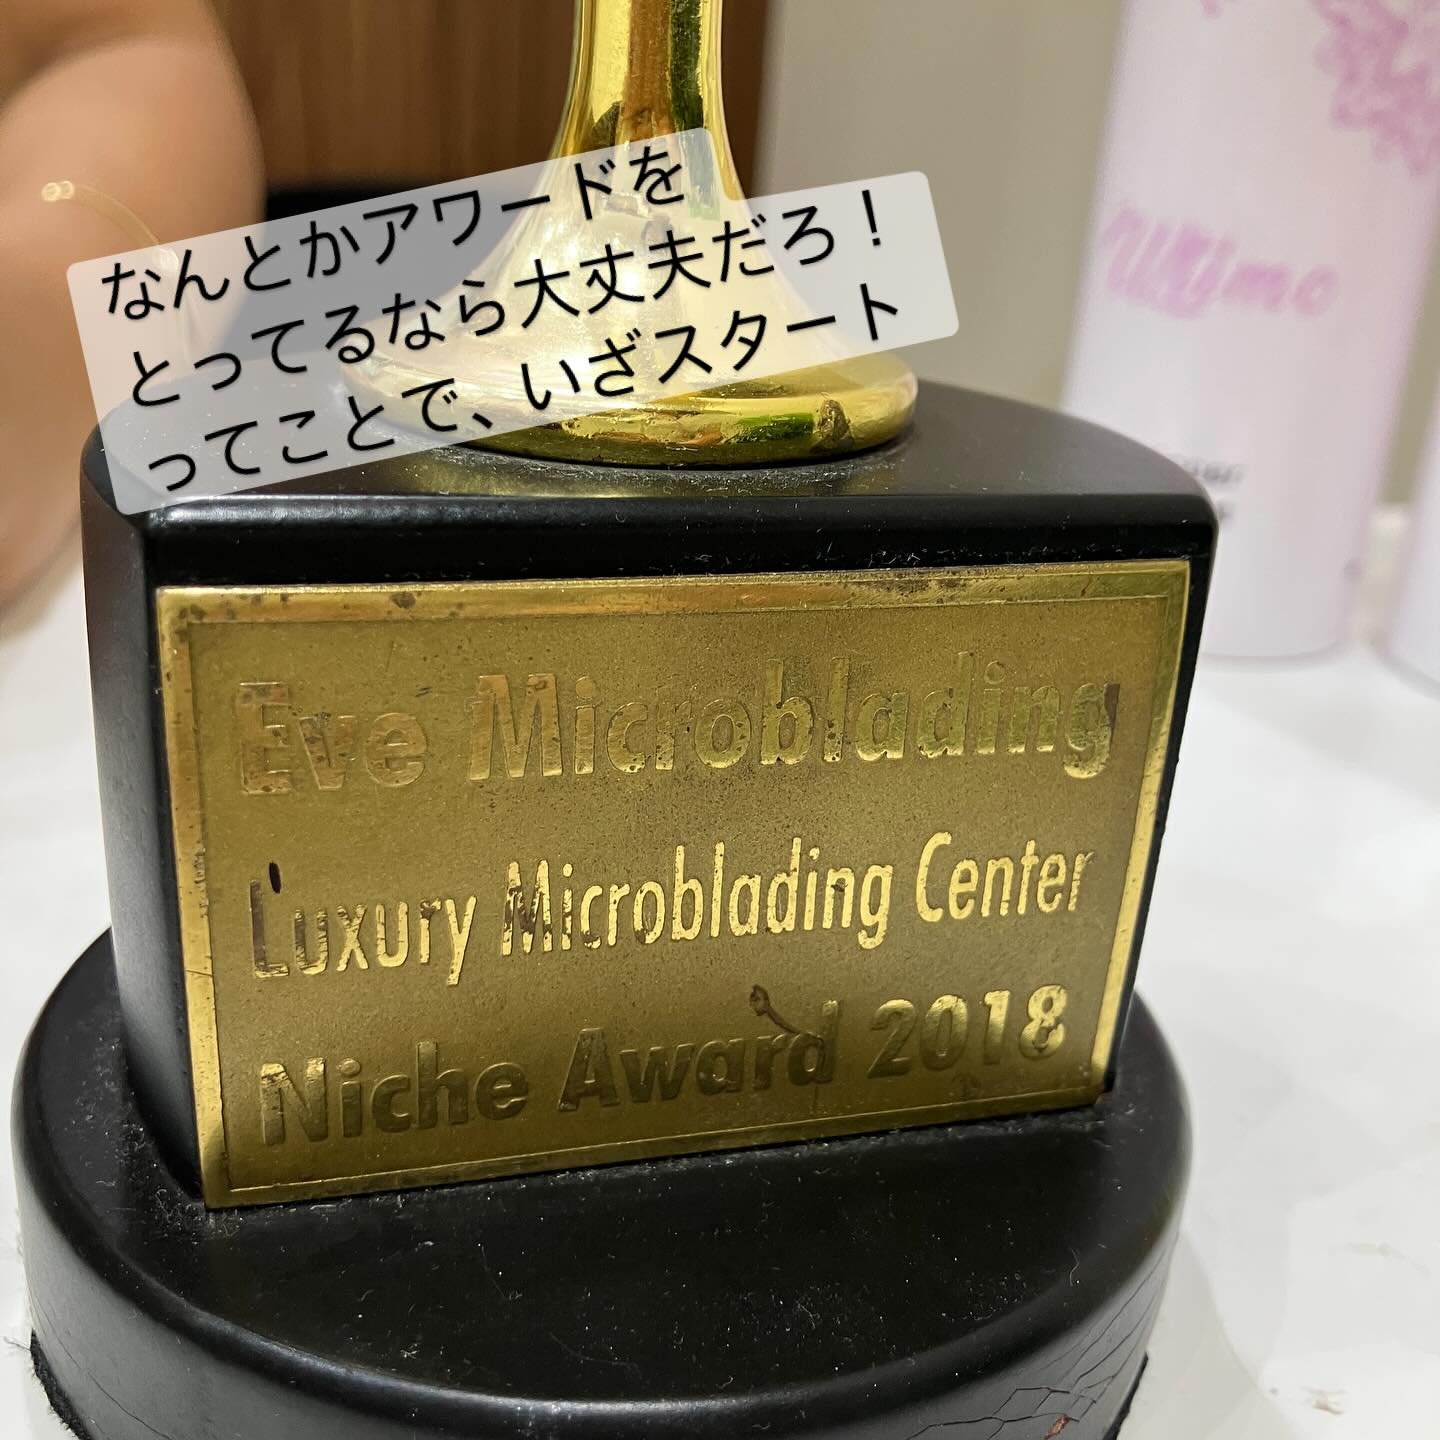 なんとかアワードを
とってるなら大丈夫だろ！
ってことで、いざスタート
Eve Microblading
Luxury Microblading Center
Niche Award 2018